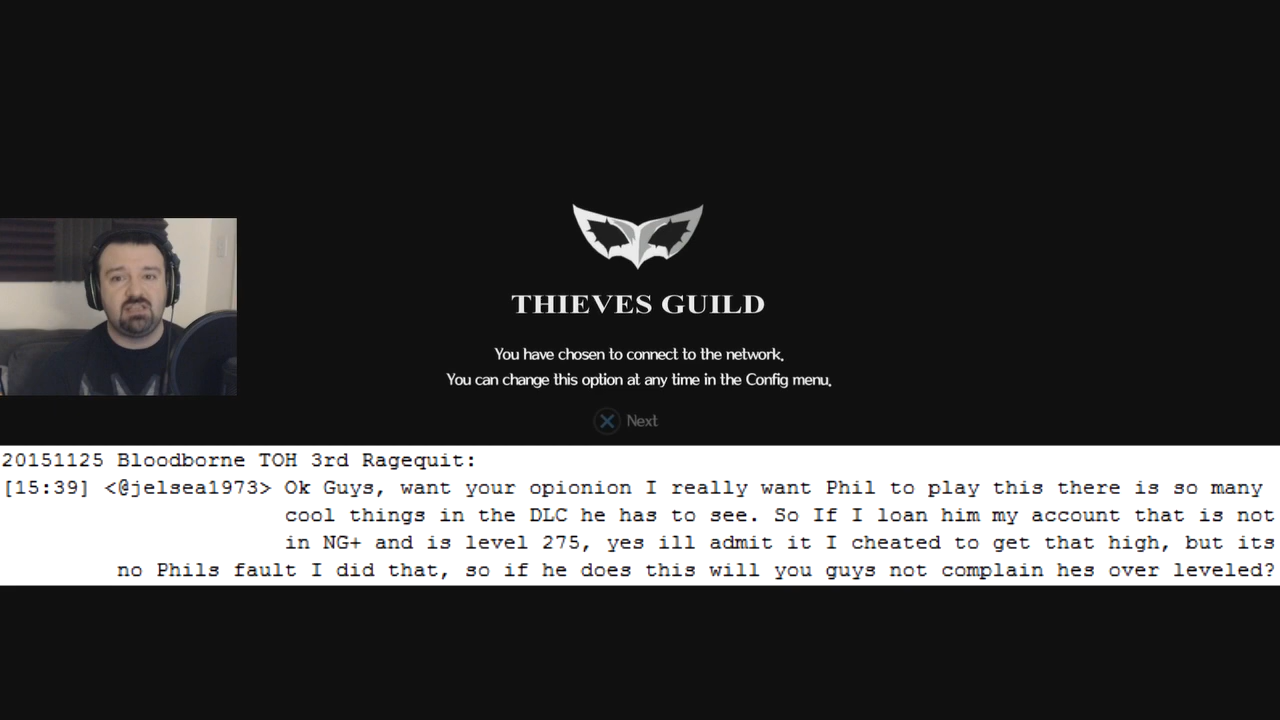 THIEVES GUILD
You have chosen to connect to the network.
You can change this option at any time in the Config menu.
Next
20151125 Bloodborne TOH 3rd Ragequit:
[15:39] <@jelsea1973> Ok Guys, want your opionion I really want Phil to play this there is so many
cool things in the DLC he has to see. So If I loan him my account that is not
in NG+ and is level 275, yes ill admit it I cheated to get that high, but its
no Phils fault I did that, so if he does this will you guys not complain hes over leveled?